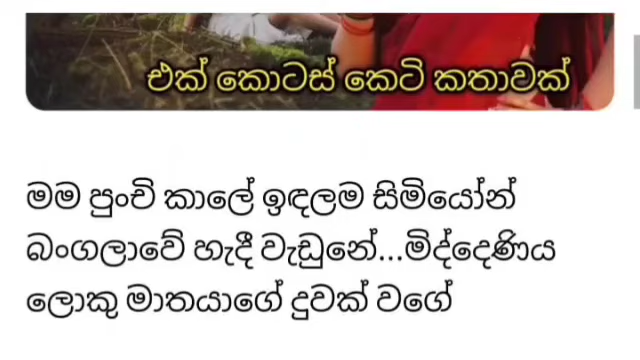 එක් කොටස් කෙටි කතාවක්
මම පුංචි කාලේ ඉඳලම සිමියෝන්
බංගලාවේ හැදී වැඩුනේ...මිද්දෙණිය
ලොකු මාතයාගේ දුවක් වගේ